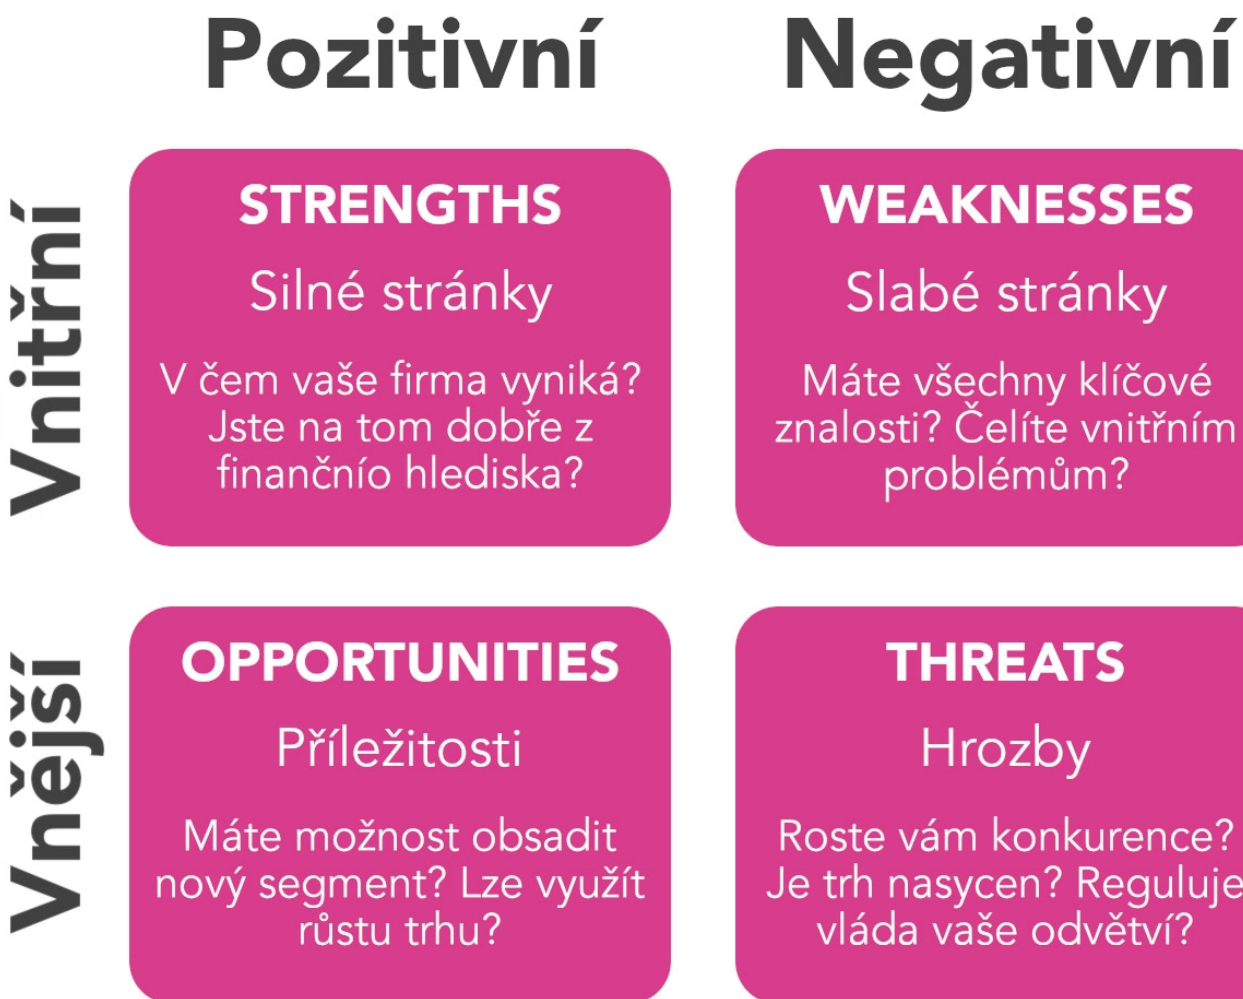 Pozitivní
Negativní
Vnitřní
STRENGTHS
Silné stránky
V čem vaše firma vyniká?
Jste na tom dobře z
finančnío hlediska?
WEAKNESSES
Slabé stránky
Máte všechny klíčové
znalosti? Čelíte vnitřním
problémům?
Vnější
OPPORTUNITIES
Příležitosti
Máte možnost obsadit
nový segment? Lze využít
růstu trhu?
THREATS
Hrozby
Roste vám konkurence?
Je trh nasycen? Reguluje
vláda vaše odvětví?